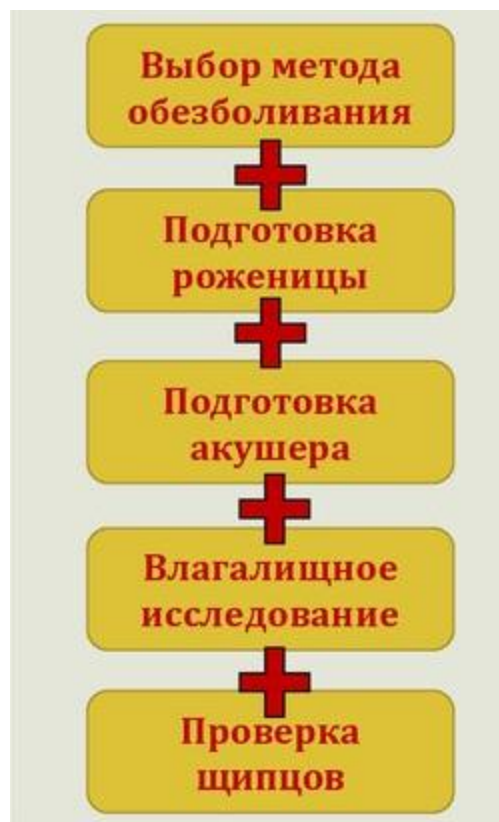 Выбор метода
обезболивания
Подготовка
роженицы
Подготовка
акушера
Влагалищное
исследование
Проверка
щипцов